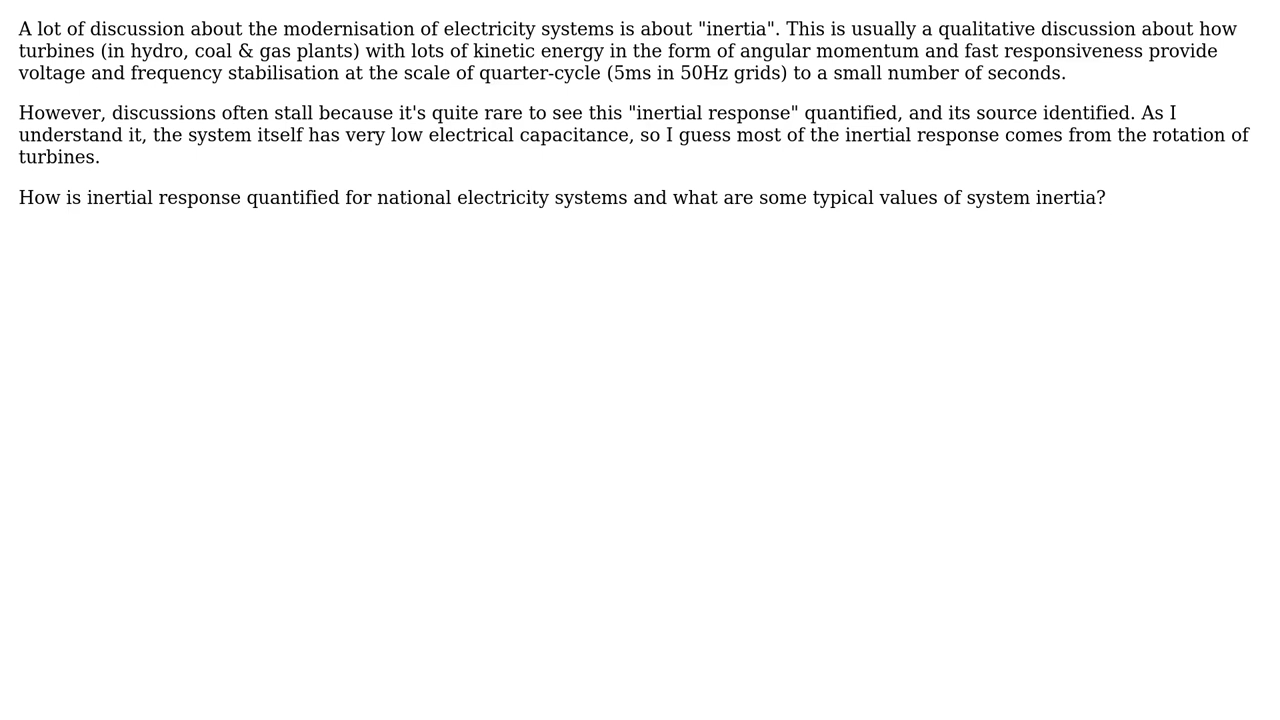 A lot of discussion about the modernisation of electricity systems is about "inertia". This is usually a qualitative discussion about how
turbines (in hydro, coal & gas plants) with lots of kinetic energy in the form of angular momentum and fast responsiveness provide
voltage and frequency stabilisation at the scale of quarter-cycle (5ms in 50Hz grids) to a small number of seconds.
However, discussions often stall because it's quite rare to see this "inertial response" quantified, and its source identified. As I
understand it, the system itself has very low electrical capacitance, so I guess most of the inertial response comes from the rotation of
turbines.
How is inertial response quantified for national electricity systems and what are some typical values of system inertia?